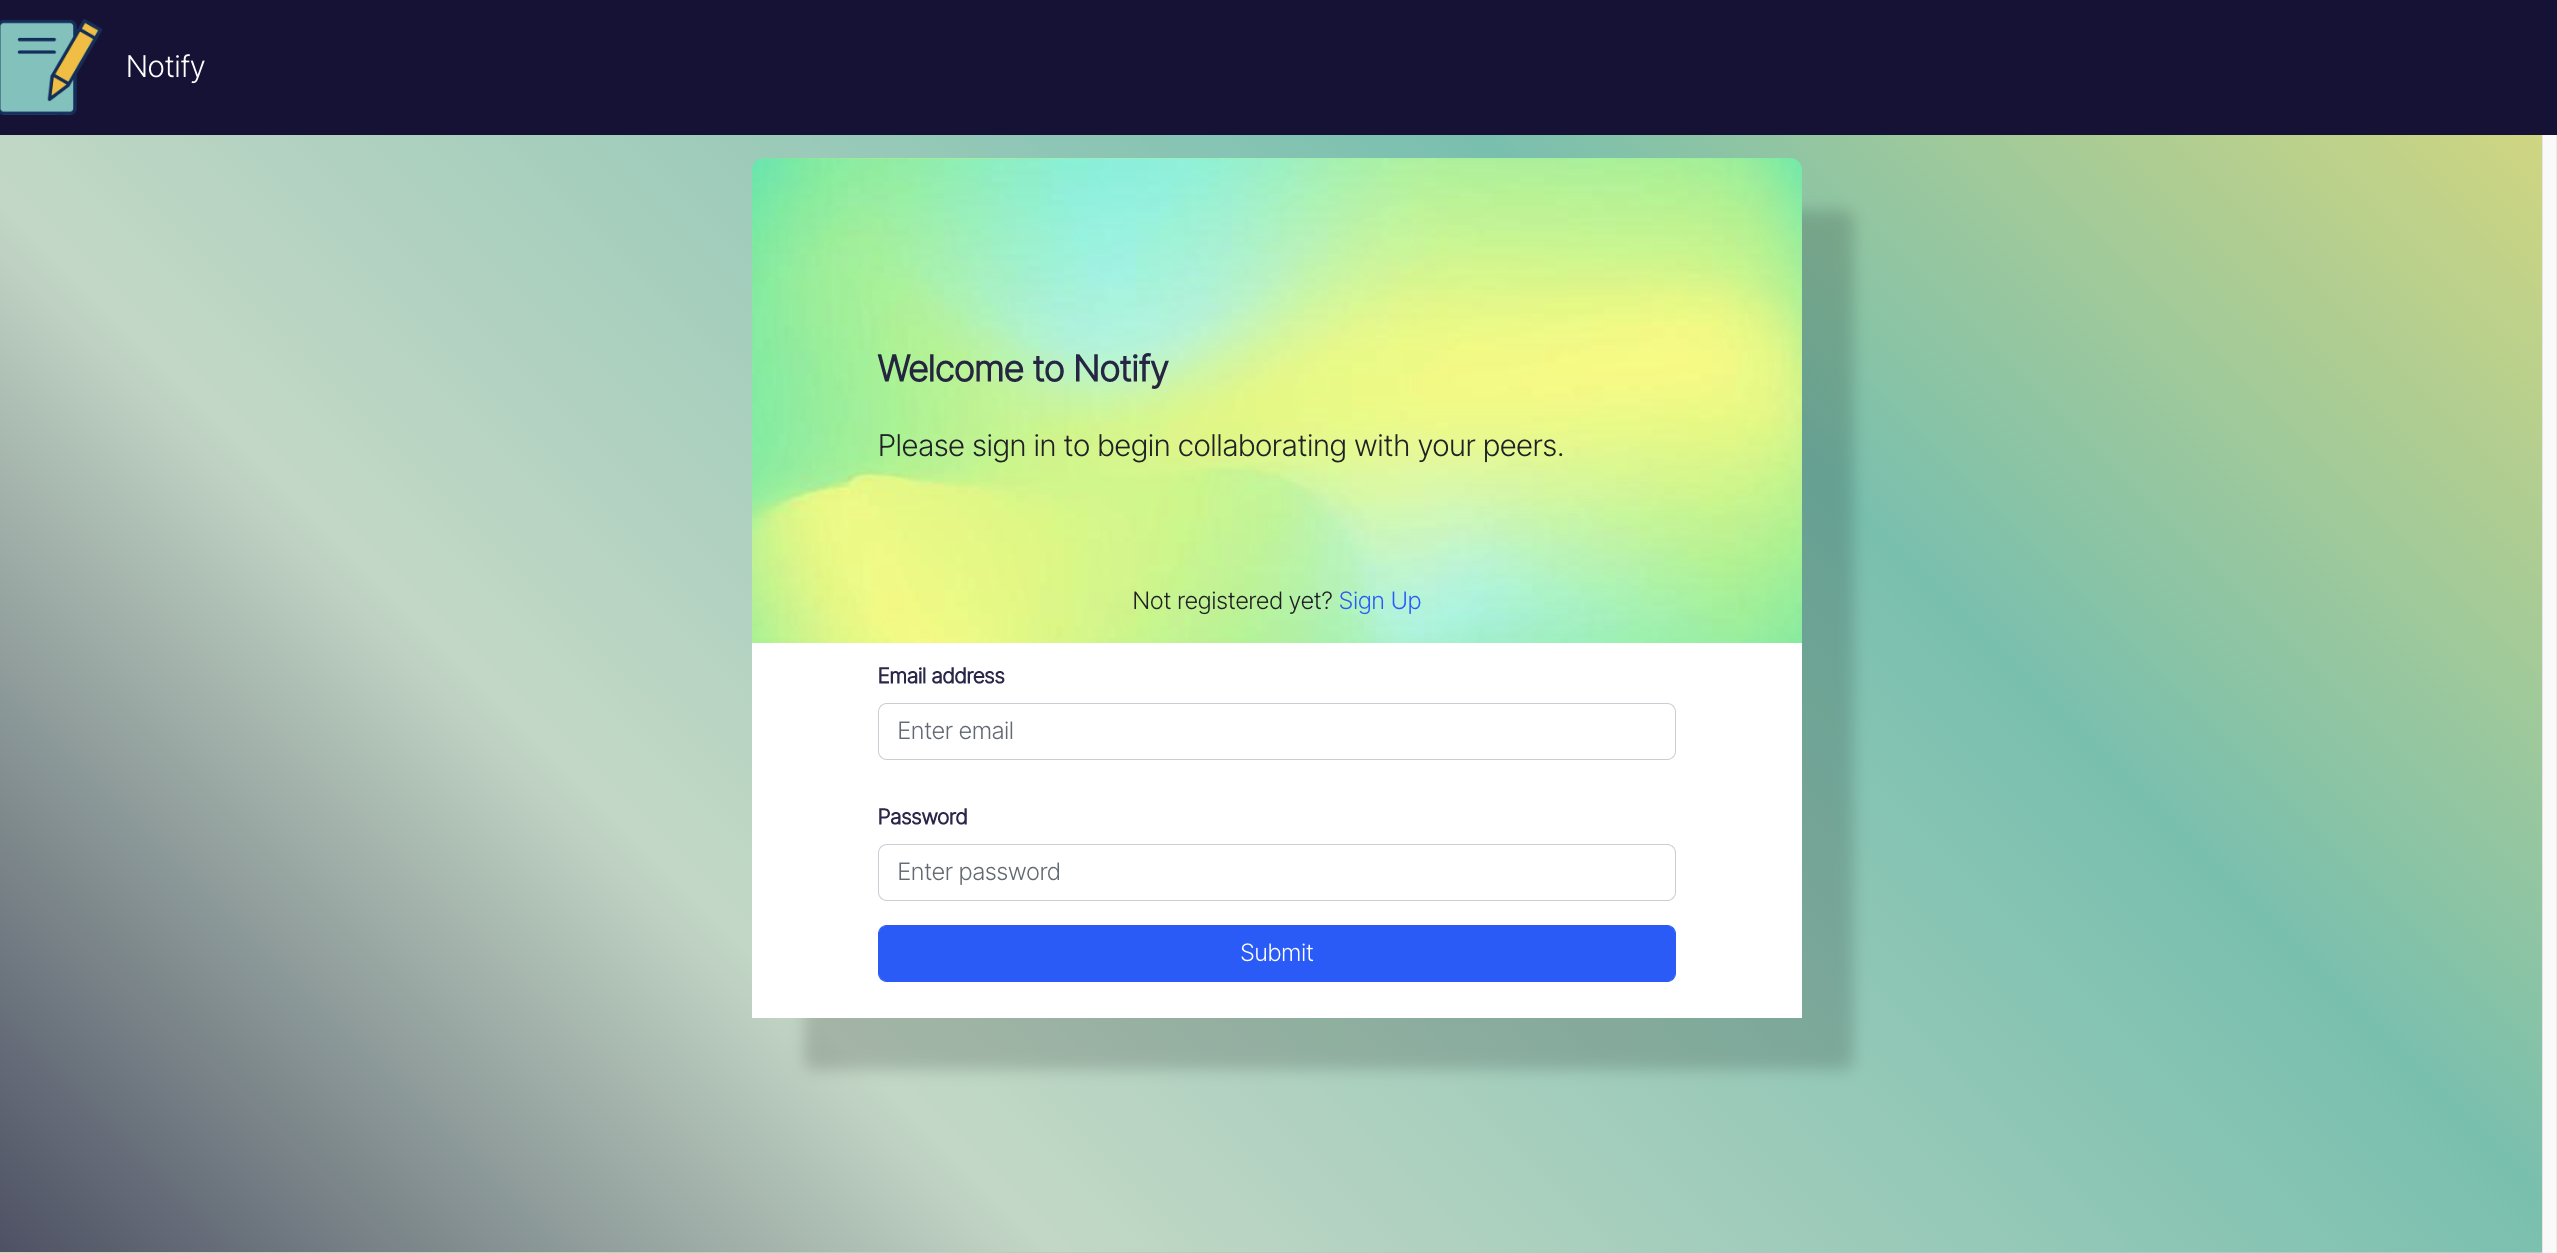 Notify
Welcome to Notify
Please sign in to begin collaborating with your peers.
Not registered yet? Sign Up
Email address
Enter email
Password
Enter password
Submit